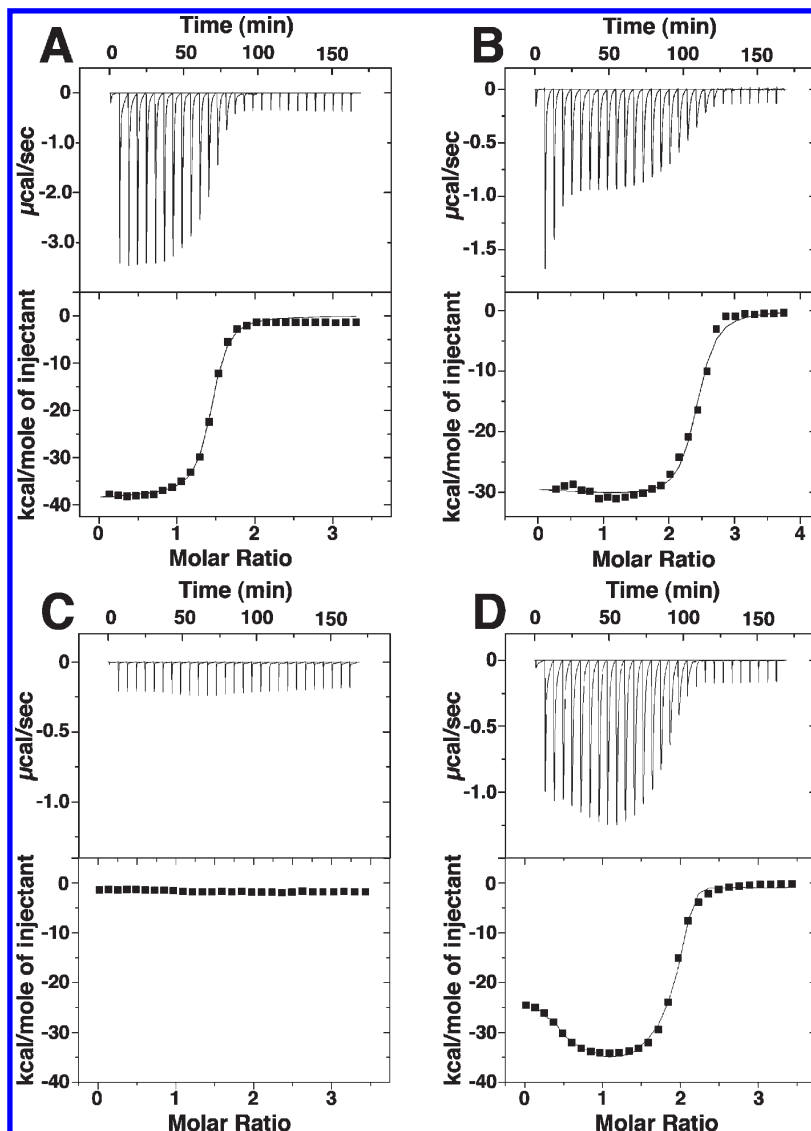 A
Time (min)
0 50 100 150
0
-1.0
-2.0
-3.0
µcal/sec
0
-10
-20
-30
-40
kcal/mole of injectant
0 1 2 3
Molar Ratio
B
Time (min)
0 50 100 150
0
-0.5
-1.0
-1.5
µcal/sec
0
-10
-20
-30
kcal/mole of injectant
0 1 2 3 4
Molar Ratio
C
Time (min)
0 50 100 150
0
-0.5
-1.0
µcal/sec
0
-10
-20
-30
-40
kcal/mole of injectant
0 1 2 3
Molar Ratio
D
Time (min)
0 50 100 150
0
-0.5
-1.0
µcal/sec
0
-10
-20
-30
-40
kcal/mole of injectant
0 1 2 3
Molar Ratio